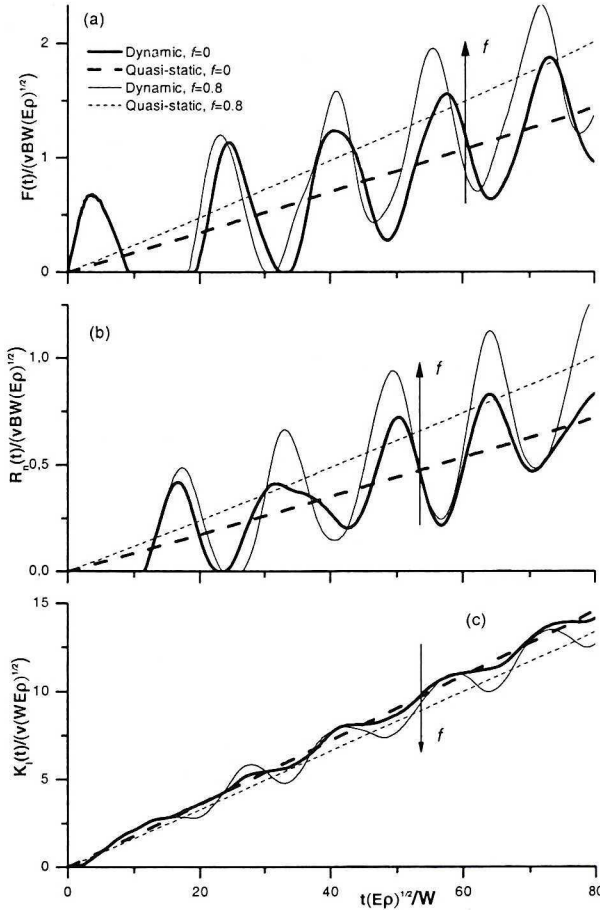 (a)
Dynamic, f=0
Quasi-static, f=0
Dynamic, f=0.8
Quasi-static, f=0.8
f
2
1
0
F(t)/(vBW(Eρ)^1/2)
(b)
f
1,0
0.5
0.0
R_n(t)/(vBW(Eρ)^1/2)
(c)
f
15
10
5
0
K_I(t)/(v(WEρ)^1/2)
0 20 40 60 80
t(Eρ)^1/2/W